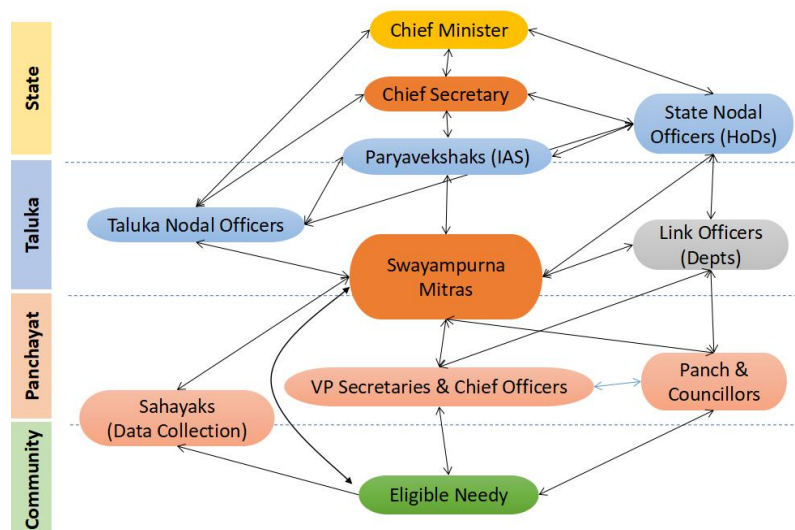 State
Taluka
Panchayat
Community
Chief Minister
Chief Secretary
State Nodal
Officers (HoDs)
Paryavekshaks (IAS)
Taluka Nodal Officers
Link Officers
(Depts)
Swayampurna
Mitras
VP Secretaries & Chief Officers
Panch &
Councillors
Sahayaks
(Data Collection)
Eligible Needy